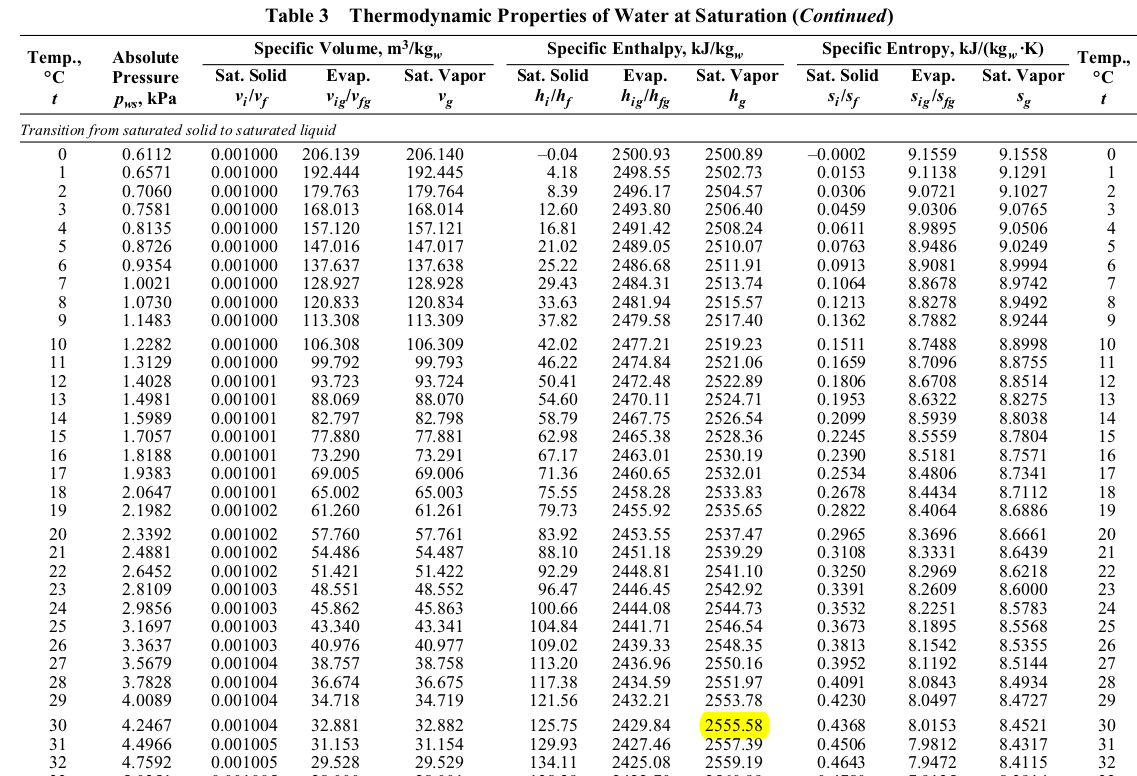 Table 3 Thermodynamic Properties of Water at Saturation (Continued)
Temp., °C t Absolute Pressure pws, kPa Specific Volume, m3/kgw Specific Enthalpy, kJ/kgw Specific Entropy, kJ/(kgw·K) Temp., °C t
Sat. Solid vi/vf Evap. vig/vfg Sat. Vapor vg Sat. Solid hi/hf Evap. hig/hfg Sat. Vapor hg Sat. Solid si/sf Evap. sig/sfg Sat. Vapor sg
Transition from saturated solid to saturated liquid
0 0.6112 0.001000 206.139 206.140 –0.04 2500.93 2500.89 –0.0002 9.1559 9.1558 0
1 0.6571 0.001000 192.444 192.445 4.18 2498.55 2502.73 0.0153 9.1138 9.1291 1
2 0.7060 0.001000 179.763 179.764 8.39 2496.17 2504.57 0.0306 9.0721 9.1027 2
3 0.7581 0.001000 168.013 168.014 12.60 2493.80 2506.40 0.0459 9.0306 9.0765 3
4 0.8135 0.001000 157.120 157.121 16.81 2491.42 2508.24 0.0611 8.9895 9.0506 4
5 0.8726 0.001000 147.016 147.017 21.02 2489.05 2510.07 0.0763 8.9486 9.0249 5
6 0.9354 0.001000 137.637 137.638 25.22 2486.68 2511.91 0.0913 8.9081 8.9994 6
7 1.0021 0.001000 128.927 128.928 29.43 2484.31 2513.74 0.1064 8.8678 8.9742 7
8 1.0730 0.001000 120.833 120.834 33.63 2481.94 2515.57 0.1213 8.8278 8.9492 8
9 1.1483 0.001000 113.308 113.309 37.82 2479.58 2517.40 0.1362 8.7882 8.9244 9
10 1.2282 0.001000 106.308 106.309 42.02 2477.21 2519.23 0.1511 8.7488 8.8998 10
11 1.3129 0.001000 99.792 99.793 46.22 2474.84 2521.06 0.1659 8.7096 8.8755 11
12 1.4028 0.001001 93.723 93.724 50.41 2472.48 2522.89 0.1806 8.6708 8.8514 12
13 1.4981 0.001001 88.069 88.070 54.60 2470.11 2524.71 0.1953 8.6322 8.8275 13
14 1.5989 0.001001 82.797 82.798 58.79 2467.75 2526.54 0.2099 8.5939 8.8038 14
15 1.7057 0.001001 77.880 77.881 62.98 2465.38 2528.36 0.2245 8.5559 8.7804 15
16 1.8188 0.001001 73.290 73.291 67.17 2463.01 2530.19 0.2390 8.5181 8.7571 16
17 1.9383 0.001001 69.005 69.006 71.36 2460.65 2532.01 0.2534 8.4806 8.7341 17
18 2.0647 0.001001 65.002 65.003 75.55 2458.28 2533.83 0.2678 8.4434 8.7112 18
19 2.1982 0.001002 61.260 61.261 79.73 2455.92 2535.65 0.2822 8.4064 8.6886 19
20 2.3392 0.001002 57.760 57.761 83.92 2453.55 2537.47 0.2965 8.3696 8.6661 20
21 2.4881 0.001002 54.486 54.487 88.10 2451.18 2539.29 0.3108 8.3331 8.6439 21
22 2.6452 0.001002 51.421 51.422 92.29 2448.81 2541.10 0.3250 8.2969 8.6218 22
23 2.8109 0.001003 48.551 48.552 96.47 2446.45 2542.92 0.3391 8.2609 8.6000 23
24 2.9856 0.001003 45.862 45.863 100.66 2444.08 2544.73 0.3532 8.2251 8.5783 24
25 3.1697 0.001003 43.340 43.341 104.84 2441.71 2546.54 0.3673 8.1895 8.5568 25
26 3.3637 0.001003 40.976 40.977 109.02 2439.33 2548.35 0.3813 8.1542 8.5355 26
27 3.5679 0.001004 38.757 38.758 113.20 2436.96 2550.16 0.3952 8.1192 8.5144 27
28 3.7828 0.001004 36.674 36.675 117.38 2434.59 2551.97 0.4091 8.0843 8.4934 28
29 4.0089 0.001004 34.718 34.719 121.56 2432.21 2553.78 0.4230 8.0497 8.4727 29
30 4.2467 0.001004 32.881 32.882 125.75 2429.84 2555.58 0.4368 8.0153 8.4521 30
31 4.4966 0.001005 31.153 31.154 129.93 2427.46 2557.39 0.4506 7.9812 8.4317 31
32 4.7592 0.001005 29.528 29.529 134.11 2425.08 2559.19 0.4643 7.9472 8.4115 32